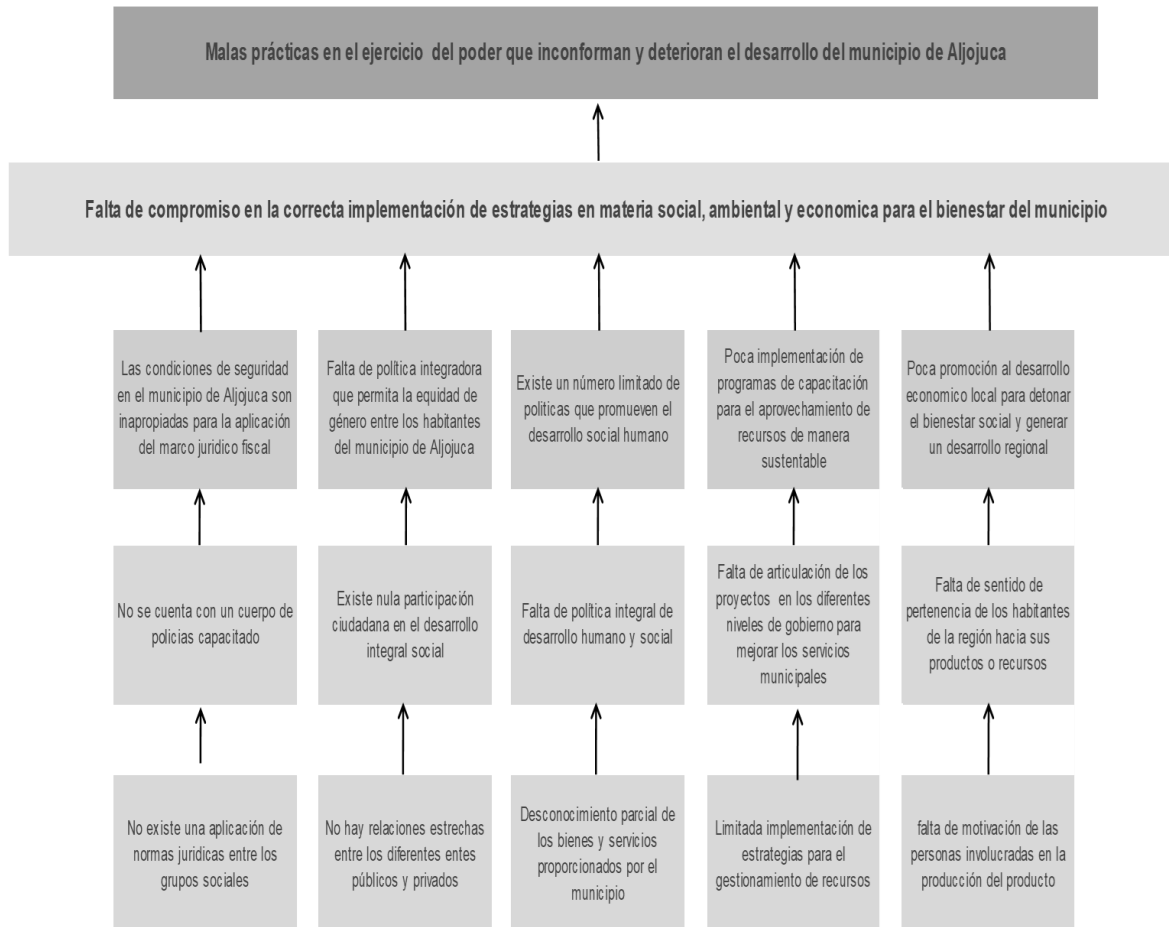 Malas prácticas en el ejercicio del poder que inconforman y deterioran el desarrollo del municipio de Aljojuca
Falta de compromiso en la correcta implementación de estrategias en materia social, ambiental y economica para el bienestar del municipio
Las condiciones de seguridad
en el municipio de Aljojuca son
inapropiadas para la aplicación
del marco juridico fiscal
Falta de política integradora
que permita la equidad de
género entre los habitantes
del municipio de Aljojuca
Existe un número limitado de
politicas que promueven el
desarrollo social humano
Poca implementación de
programas de capacitación
para el aprovechamiento de
recursos de manera
sustentable
Poca promoción al desarrollo
economico local para detonar
el bienestar social y generar
un desarrollo regional
No se cuenta con un cuerpo de
policias capacitado
Existe nula participación
ciudadana en el desarrollo
integral social
Falta de política integral de
desarrollo humano y social
Falta de articulación de los
proyectos en los diferentes
niveles de gobierno para
mejorar los servicios
municipales
Falta de sentido de
pertenencia de los habitantes
de la región hacia sus
productos o recursos
No existe una aplicación de
normas juridicas entre los
grupos sociales
No hay relaciones estrechas
entre los diferentes entes
públicos y privados
Desconocimiento parcial de
los bienes y servicios
proporcionados por el
municipio
Limitada implementación de
estrategias para el
gestionamiento de recursos
falta de motivación de las
personas involucradas en la
producción del producto